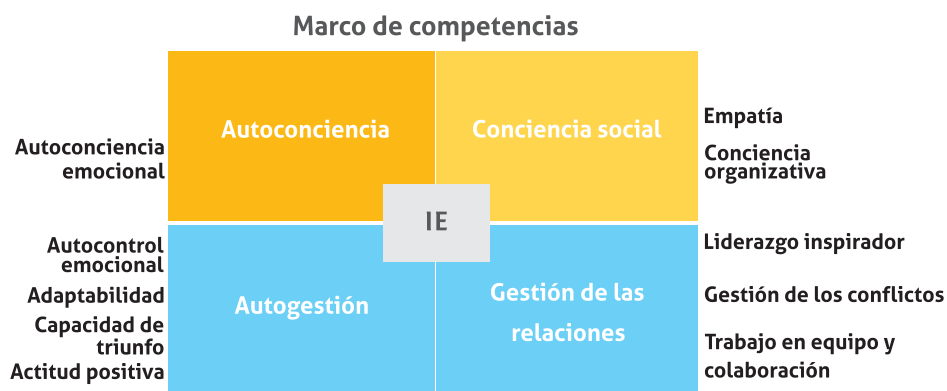 Marco de competencias
Autoconciencia
Conciencia social
Autoconciencia
emocional
Empatía
Conciencia
organizativa
IE
Autocontrol
emocional
Adaptabilidad
Capacidad de
triunfo
Actitud positiva
Autogestión
Gestión de las
relaciones
Liderazgo inspirador
Gestión de los conflictos
Trabajo en equipo y
colaboración